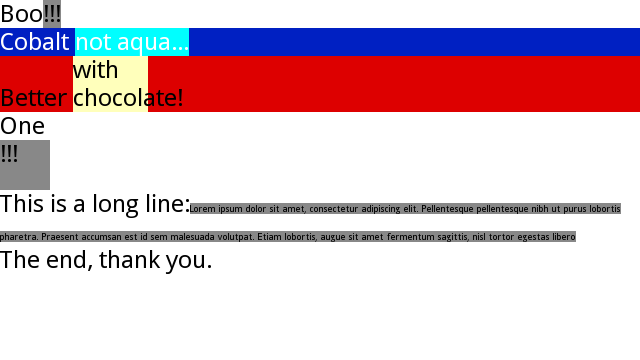 Boo!!!
Cobalt not aqua...
with
Better chocolate!
One
!!!
This is a long line:Lorem ipsum dolor sit amet, consectetur adipiscing elit. Pellentesque pellentesque nibh ut purus lobortis
pharetra. Praesent accumsan est id sem malesuada volutpat. Etiam lobortis, augue sit amet fermentum sagittis, nisl tortor egestas libero
The end, thank you.